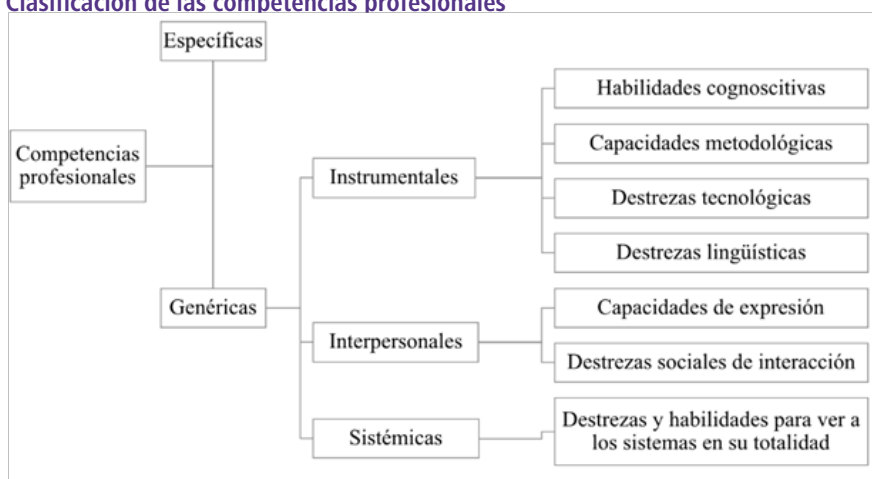 Clasificación de las competencias profesionales
Específicas
Competencias
profesionales
Genéricas
Instrumentales
Interpersonales
Sistémicas
Habilidades cognoscitivas
Capacidades metodológicas
Destrezas tecnológicas
Destrezas lingüísticas
Capacidades de expresión
Destrezas sociales de interacción
Destrezas y habilidades para ver a
los sistemas en su totalidad